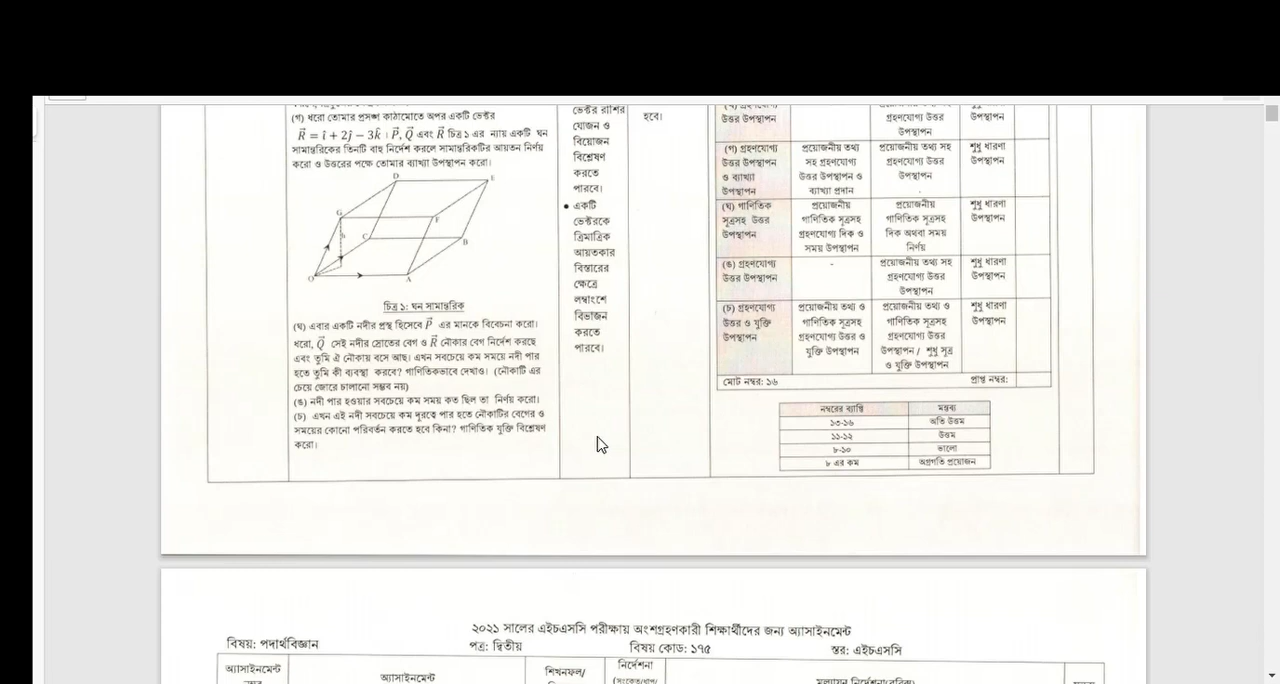 (গ) ধরো তোমার প্রসঙ্গ কাঠামোতে অপর একটি ভেক্টর
R⃗ = î + 2ĵ − 3k̂ । P⃗, Q⃗ এবং R⃗ চিত্র ১ এর ন্যায় একটি ঘন
সামান্তরিকের তিনটি বাহু নির্দেশ করলে সামান্তরিকটির আয়তন নির্ণয়
করো ও উত্তরের পক্ষে তোমার ব্যাখ্যা উপস্থাপন করো।
D
E
G
F
h
C
B
O
A
চিত্র ১: ঘন সামান্তরিক
(ঘ) এবার একটি নদীর প্রস্থ হিসেবে P⃗ এর মানকে বিবেচনা করো।
ধরো, Q⃗ সেই নদীর স্রোতের বেগ ও R⃗ নৌকার বেগ নির্দেশ করছে
এবং তুমি ঐ নৌকায় বসে আছ। এখন সবচেয়ে কম সময়ে নদী পার
হতে তুমি কী ব্যবস্থা করবে? গাণিতিকভাবে দেখাও। (নৌকাটি এর
চেয়ে জোরে চালানো সম্ভব নয়)
(ঙ) নদী পার হওয়ার সবচেয়ে কম সময় কত ছিল তা নির্ণয় করো।
(চ) এখন এই নদী সবচেয়ে কম দূরত্বে পার হতে নৌকাটির বেগের ও
সময়ের কোনো পরিবর্তন করতে হবে কিনা? গাণিতিক যুক্তি বিশ্লেষণ
করো।
ভেক্টর রাশির
যোজন ও
বিয়োজন
বিশ্লেষণ
করতে
পারবে।
• একটি
ভেক্টরকে
ত্রিমাত্রিক
আয়তকার
বিস্তারের
ক্ষেত্রে
লম্বাংশে
বিভাজন
করতে
পারবে।
হবে।
উত্তর উপস্থাপন
গ্রহণযোগ্য উত্তর
উপস্থাপন
উপস্থাপন
(গ) গ্রহণযোগ্য
উত্তর উপস্থাপন
ও ব্যাখ্যা
উপস্থাপন
প্রয়োজনীয় তথ্য
সহ গ্রহণযোগ্য
উত্তর উপস্থাপন ও
ব্যাখ্যা প্রদান
প্রয়োজনীয় তথ্য সহ
গ্রহণযোগ্য উত্তর
উপস্থাপন
শুধু ধারণা
উপস্থাপন
(ঘ) গাণিতিক
সূত্রসহ উত্তর
উপস্থাপন
প্রয়োজনীয়
গাণিতিক সূত্রসহ
গ্রহণযোগ্য দিক ও
সময় উপস্থাপন
প্রয়োজনীয়
গাণিতিক সূত্রসহ
দিক অথবা সময়
নির্ণয়
শুধু ধারণা
উপস্থাপন
(ঙ) গ্রহণযোগ্য
উত্তর উপস্থাপন
-
প্রয়োজনীয় তথ্য সহ
গ্রহণযোগ্য উত্তর
উপস্থাপন
শুধু ধারণা
উপস্থাপন
(চ) গ্রহণযোগ্য
উত্তর ও যুক্তি
উপস্থাপন
প্রয়োজনীয় তথ্য ও
গাণিতিক সূত্রসহ
গ্রহণযোগ্য উত্তর ও
যুক্তি উপস্থাপন
প্রয়োজনীয় তথ্য ও
গাণিতিক সূত্রসহ
গ্রহণযোগ্য উত্তর
উপস্থাপন / শুধু সূত্র
ও যুক্তি উপস্থাপন
শুধু ধারণা
উপস্থাপন
মোট নম্বর: ১৬ প্রাপ্ত নম্বর:
নম্বরের ব্যাপ্তি মন্তব্য
১৩-১৬ অতি উত্তম
১১-১২ উত্তম
৮-১০ ভালো
৮ এর কম অগ্রগতি প্রয়োজন
২০২১ সালের এইচএসসি পরীক্ষায় অংশগ্রহণকারী শিক্ষার্থীদের জন্য অ্যাসাইনমেন্ট
বিষয়: পদার্থবিজ্ঞান পত্র: দ্বিতীয় বিষয় কোড: ১৭৫ স্তর: এইচএসসি
অ্যাসাইনমেন্ট
অ্যাসাইনমেন্ট
শিখনফল/
নির্দেশনা